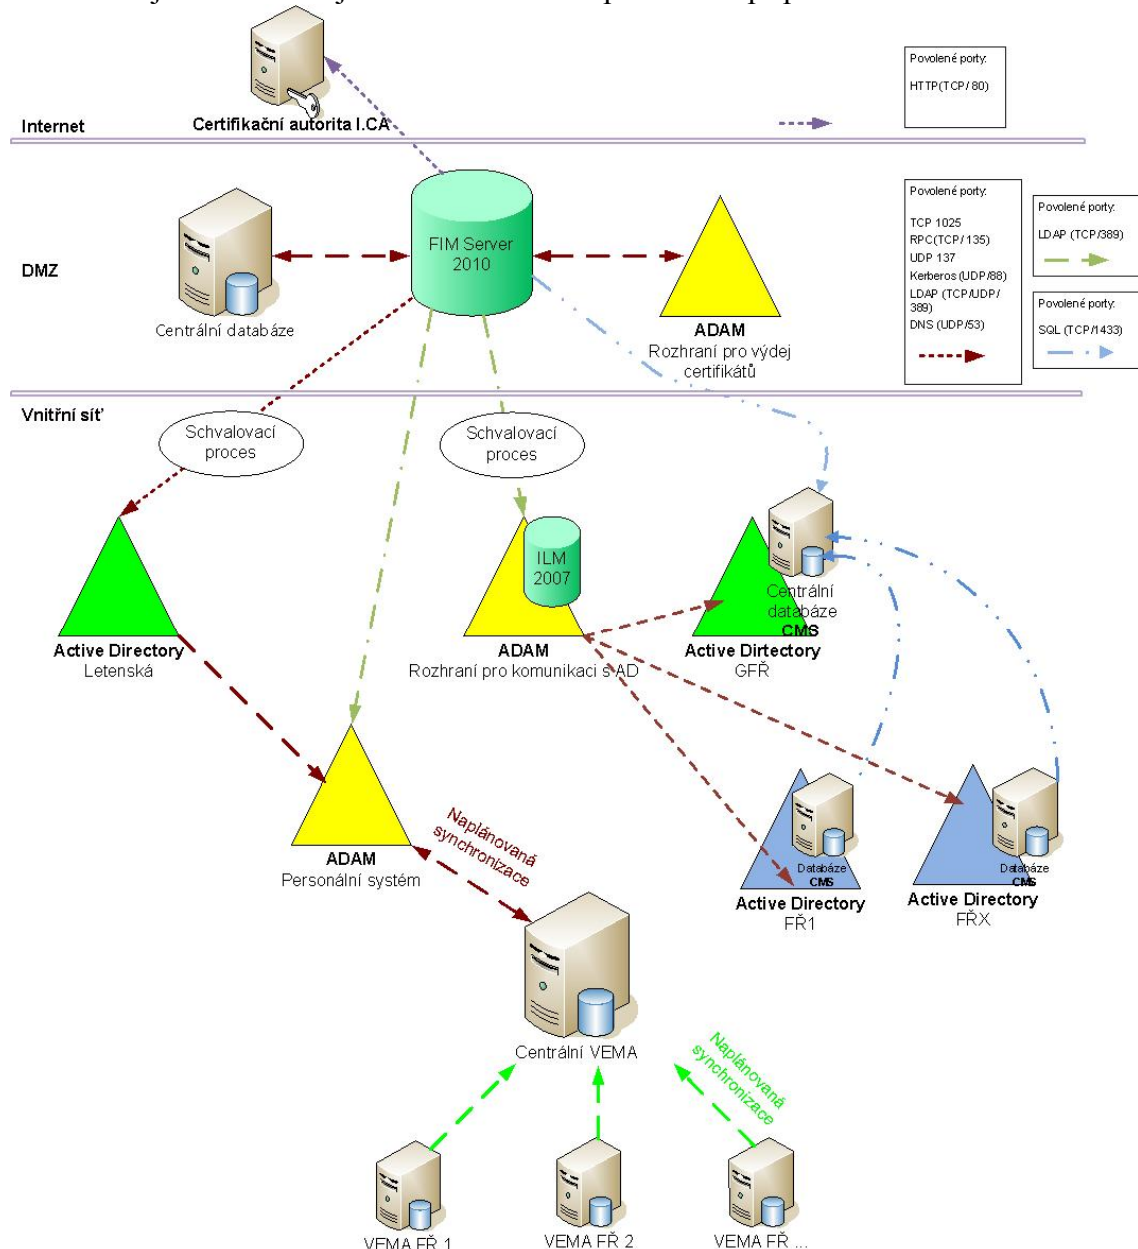 Povolené porty:
HTTP(TCP/80)
Certifikační autorita I.CA
Internet
Povolené porty:
TCP 1025
RPC(TCP/135)
UDP 137
Kerberos (UDP/88)
LDAP (TCP/UDP/
389)
DNS (UDP/53)
Povolené porty:
LDAP (TCP/389)
Povolené porty:
SQL (TCP/1433)
FIM Server
2010
DMZ
Centrální databáze
ADAM
Rozhraní pro výdej
certifikátů
Vnitřní síť
Schvalovací
proces
Schvalovací
proces
ILM
2007
Centrální
databáze
CMS
Active Directory
Letenská
ADAM
Rozhraní pro komunikaci s AD
Active Dirtectory
GFŘ
Naplánovaná
synchronizace
ADAM
Personální systém
Databáze
CMS
Active Directory
FŘ1
Databáze
CMS
Active Directory
FŘX
Centrální VEMA
Naplánovaná
synchronizace
VEMA FŘ 1
VEMA FŘ 2
VEMA FŘ ...